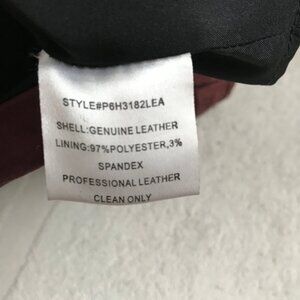 STYLE#P6H3182LEA
SHELL:GENUINE LEATHER
LINING:97%POLYESTER,3%
SPANDEX
PROFESSIONAL LEATHER
CLEAN ONLY